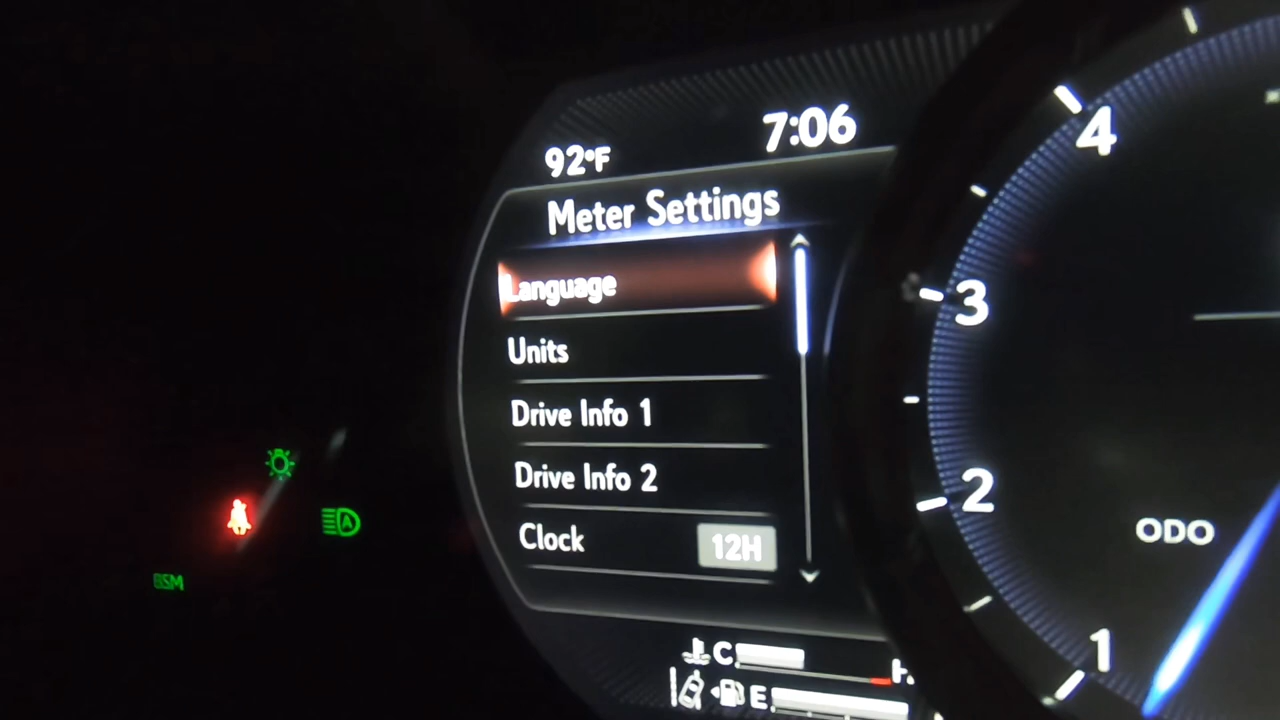 92°F
7:06
Meter Settings
Language
Units
Drive Info 1
Drive Info 2
Clock 12H
BSM
A
C
H
E
4
3
2
1
ODO